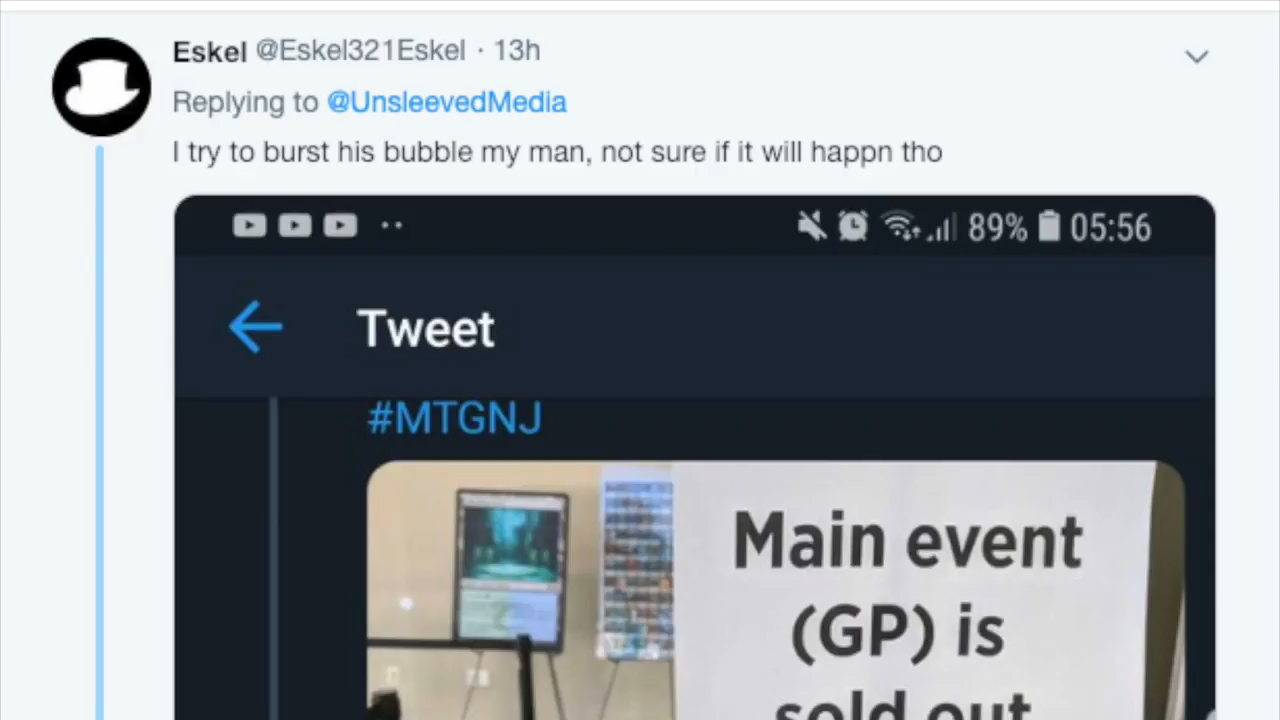 Eskel @Eskel321Eskel · 13h
Replying to @UnsleevedMedia
I try to burst his bubble my man, not sure if it will happn tho
89% 05:56
Tweet
#MTGNJ
Main event
(GP) is
sold out